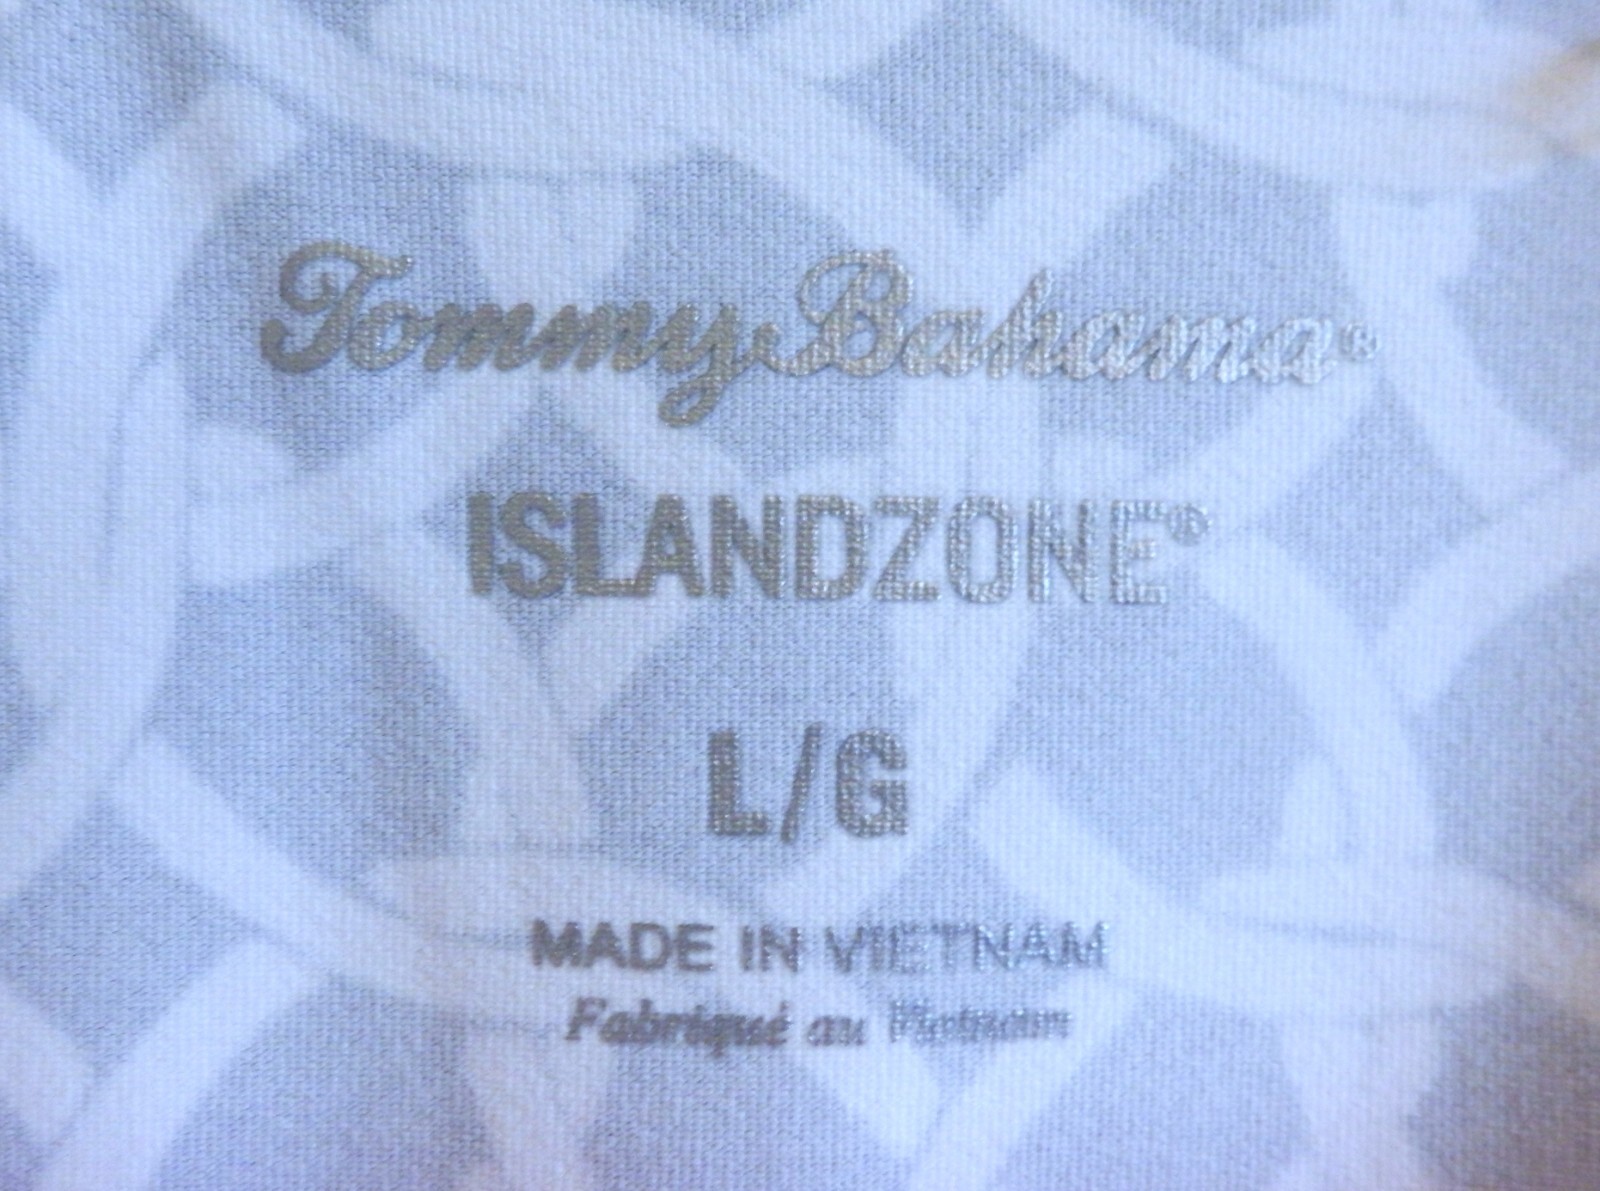 Tommy Bahama®
ISLANDZONE®
L/G
MADE IN VIETNAM
Fabriqué au Vietnam